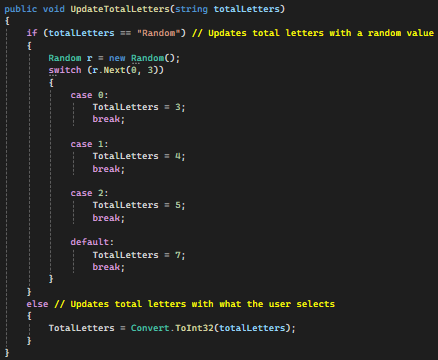 public void UpdateTotalLetters(string totalLetters)
{
    if (totalLetters == "Random") // Updates total letters with a random value
    {
        Random r = new Random();
        switch (r.Next(0, 3))
        {
            case 0:
                TotalLetters = 3;
                break;

            case 1:
                TotalLetters = 4;
                break;

            case 2:
                TotalLetters = 5;
                break;

            default:
                TotalLetters = 7;
                break;
        }
    }
    else // Updates total letters with what the user selects
    {
        TotalLetters = Convert.ToInt32(totalLetters);
    }
}